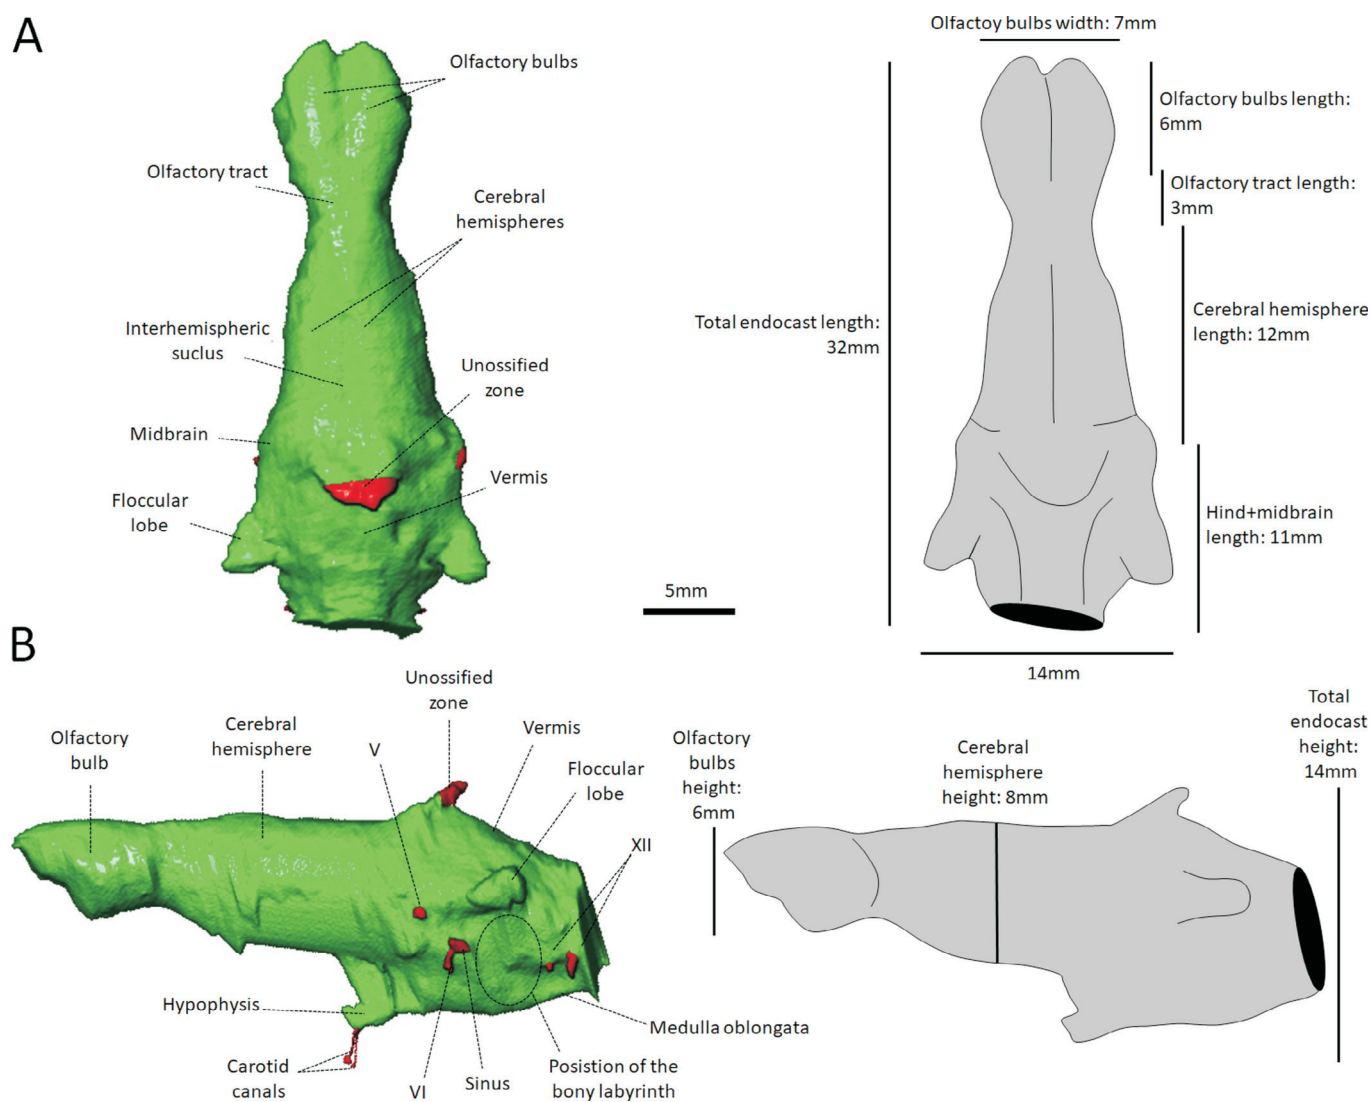 A
Olfactory bulbs
Olfactory tract
Cerebral
hemispheres
Interhemispheric
suclus
Unossified
zone
Midbrain
Vermis
Floccular
lobe
5mm
Olfactoy bulbs width: 7mm
Olfactory bulbs length:
6mm
Olfactory tract length:
3mm
Total endocast length:
32mm
Cerebral hemisphere
length: 12mm
Hind+midbrain
length: 11mm
14mm
B
Olfactory
bulb
Cerebral
hemisphere
V
Unossified
zone
Vermis
Floccular
lobe
XII
Hypophysis
Carotid
canals
VI
Sinus
Posistion of the
bony labyrinth
Medulla oblongata
Olfactory
bulbs
height:
6mm
Cerebral
hemisphere
height: 8mm
Total
endocast
height:
14mm